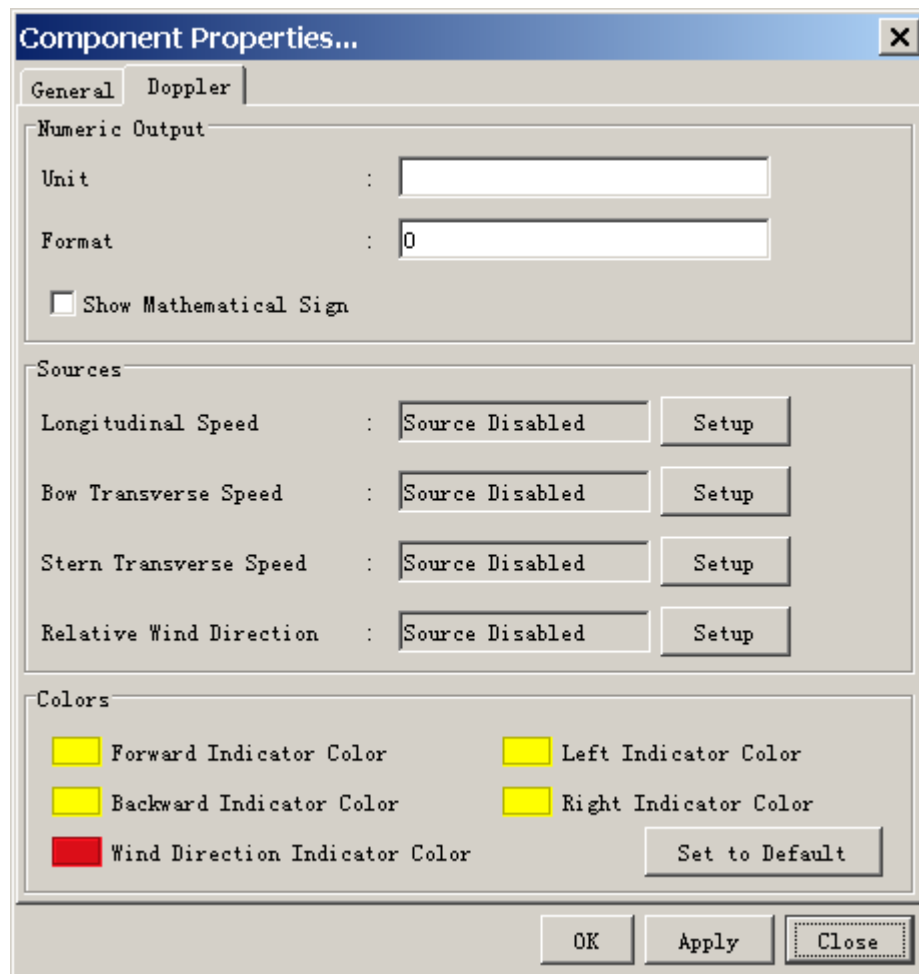 Component Properties...
General Doppler
Numeric Output
Unit :
Format : 0
Show Mathematical Sign
Sources
Longitudinal Speed : Source Disabled Setup
Bow Transverse Speed : Source Disabled Setup
Stern Transverse Speed : Source Disabled Setup
Relative Wind Direction : Source Disabled Setup
Colors
Forward Indicator Color Left Indicator Color
Backward Indicator Color Right Indicator Color
Wind Direction Indicator Color Set to Default
OK Apply Close